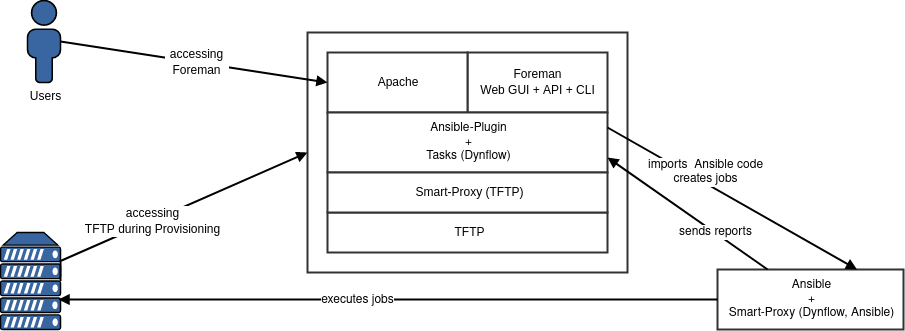 accessing
Foreman
Users
Apache
Foreman
Web GUI + API + CLI
Ansible-Plugin
+
Tasks (Dynflow)
Smart-Proxy (TFTP)
TFTP
accessing
TFTP during Provisioning
imports Ansible code
creates jobs
sends reports
executes jobs
Ansible
+
Smart-Proxy (Dynflow, Ansible)